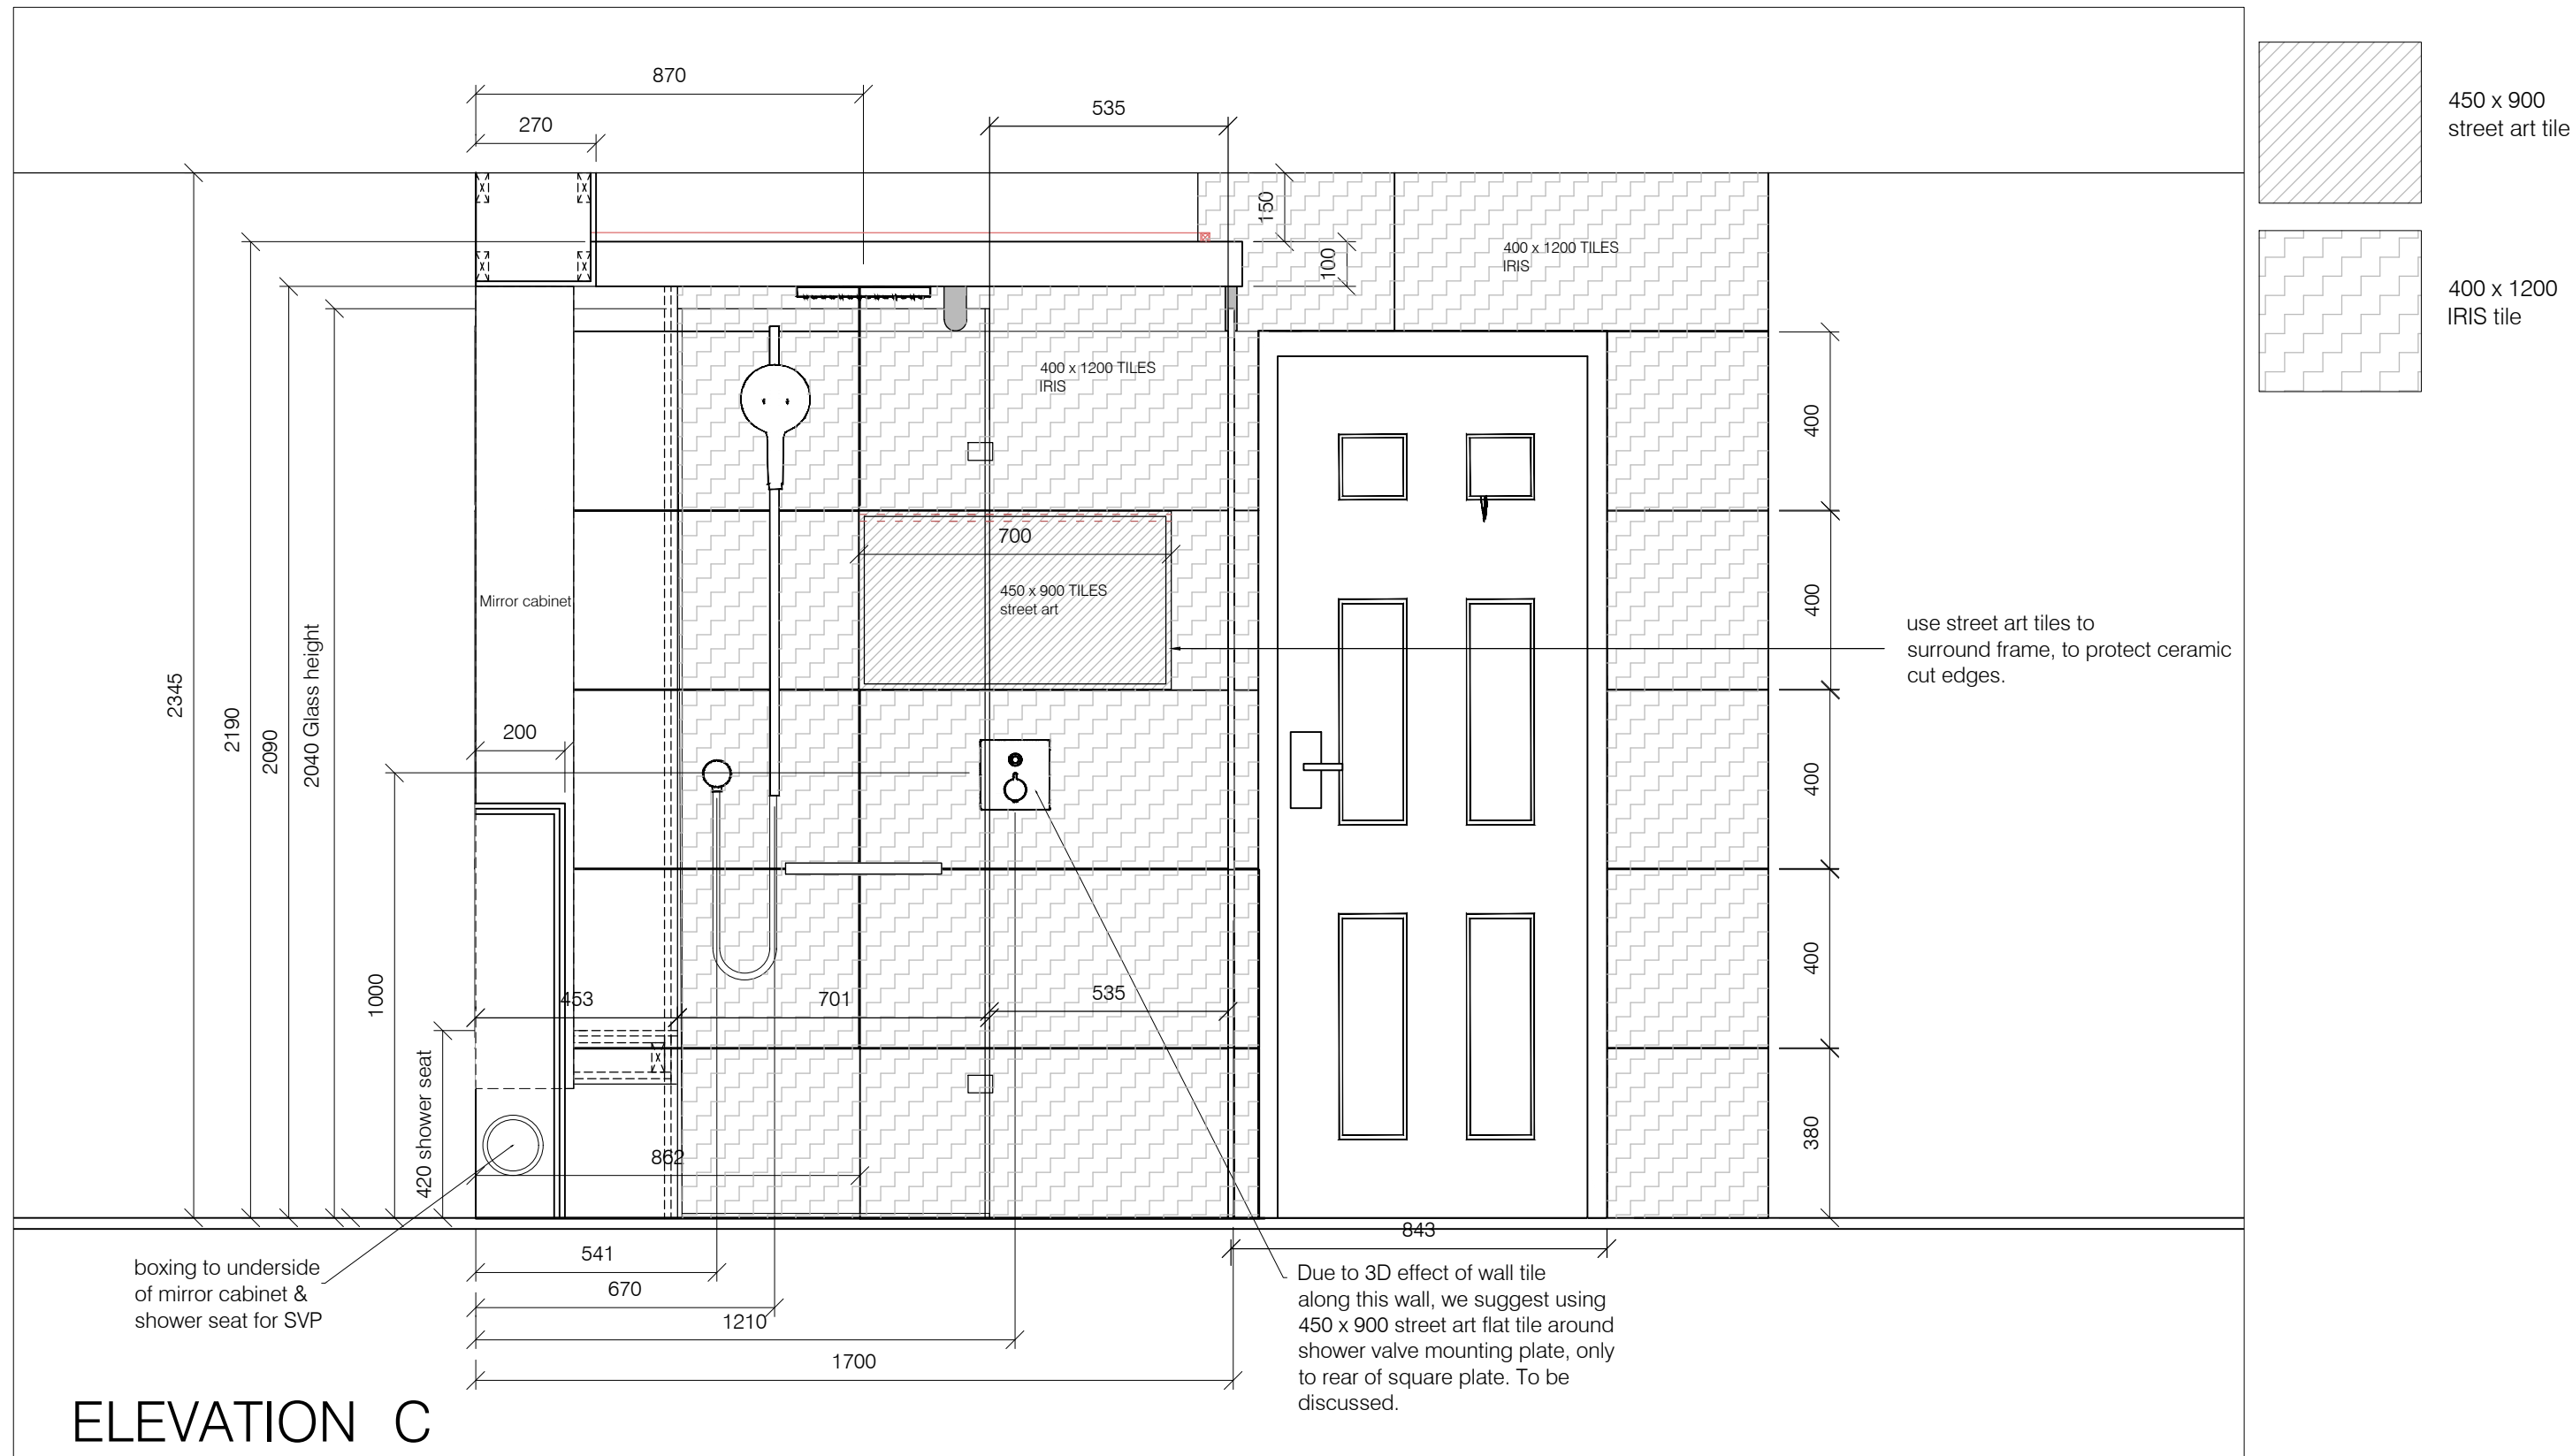 870
535
270
450 x 900
street art tile
150
100
400 x 1200 TILES
IRIS
400 x 1200
IRIS tile
400 x 1200 TILES
IRIS
400
700
450 x 900 TILES
street art
400
Mirror cabinet
use street art tiles to
surround frame, to protect ceramic
cut edges.
2345
2190
2090
2040 Glass height
200
400
1000
453
701
535
400
420 shower seat
862
380
843
541
670
1210
1700
boxing to underside
of mirror cabinet &
shower seat for SVP
Due to 3D effect of wall tile
along this wall, we suggest using
450 x 900 street art flat tile around
shower valve mounting plate, only
to rear of square plate. To be
discussed.
ELEVATION C